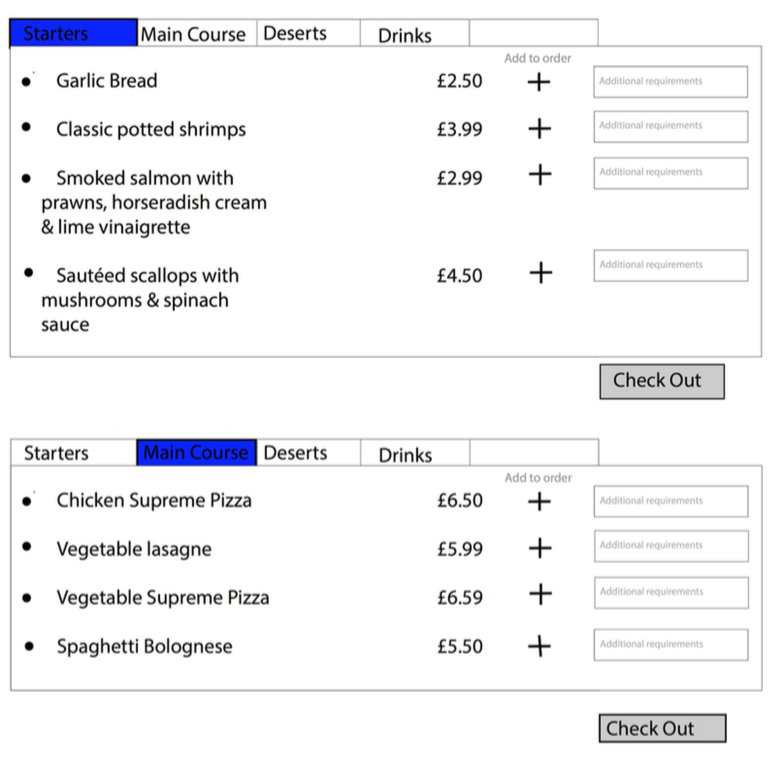 Starters Main Course Deserts Drinks
Add to order
Garlic Bread £2.50 + Additional requirements
Classic potted shrimps £3.99 + Additional requirements
Smoked salmon with £2.99 + Additional requirements
prawns, horseradish cream
& lime vinaigrette
Sautéed scallops with £4.50 + Additional requirements
mushrooms & spinach
sauce
Check Out
Starters Main Course Deserts Drinks
Add to order
Chicken Supreme Pizza £6.50 + Additional requirements
Vegetable lasagne £5.99 + Additional requirements
Vegetable Supreme Pizza £6.59 + Additional requirements
Spaghetti Bolognese £5.50 + Additional requirements
Check Out